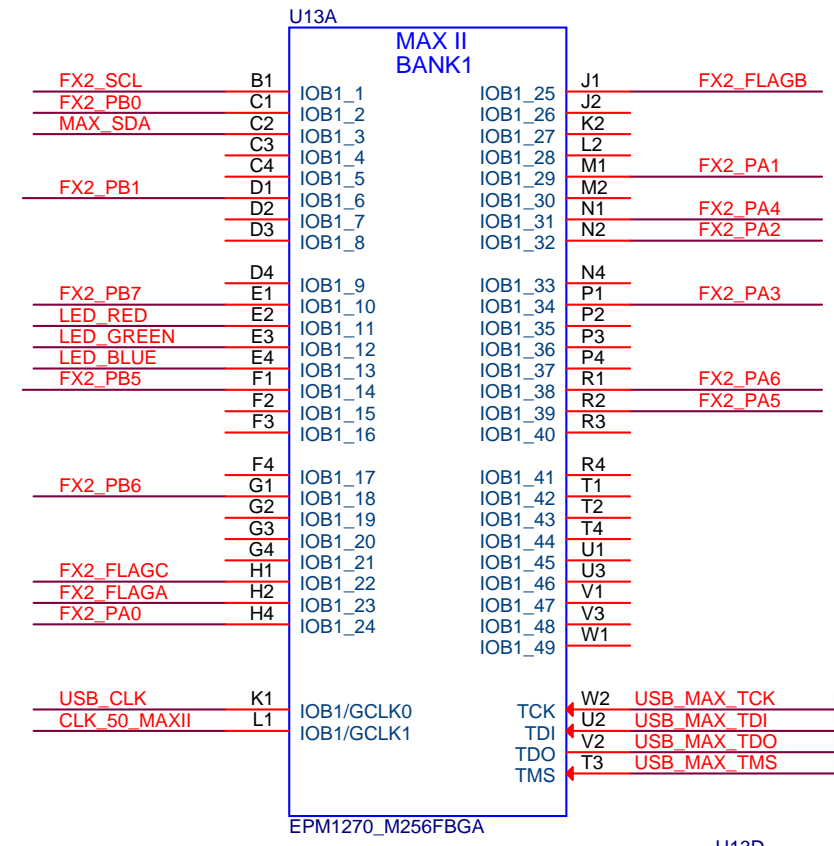 U13A
MAX II
BANK1
FX2_SCL B1 IOB1_1 IOB1_25 J1 FX2_FLAGB
FX2_PB0 C1 IOB1_2 IOB1_26 J2
MAX_SDA C2 IOB1_3 IOB1_27 K2
C3 IOB1_4 IOB1_28 L2
C4 IOB1_5 IOB1_29 M1 FX2_PA1
FX2_PB1 D1 IOB1_6 IOB1_30 M2
D2 IOB1_7 IOB1_31 N1 FX2_PA4
D3 IOB1_8 IOB1_32 N2 FX2_PA2
D4 IOB1_9 IOB1_33 N4
FX2_PB7 E1 IOB1_10 IOB1_34 P1 FX2_PA3
LED_RED E2 IOB1_11 IOB1_35 P2
LED_GREEN E3 IOB1_12 IOB1_36 P3
LED_BLUE E4 IOB1_13 IOB1_37 P4
FX2_PB5 F1 IOB1_14 IOB1_38 R1 FX2_PA6
F2 IOB1_15 IOB1_39 R2 FX2_PA5
F3 IOB1_16 IOB1_40 R3
F4 IOB1_17 IOB1_41 R4
FX2_PB6 G1 IOB1_18 IOB1_42 T1
G2 IOB1_19 IOB1_43 T2
G3 IOB1_20 IOB1_44 T4
G4 IOB1_21 IOB1_45 U1
FX2_FLAGC H1 IOB1_22 IOB1_46 U3
FX2_FLAGA H2 IOB1_23 IOB1_47 V1
FX2_PA0 H4 IOB1_24 IOB1_48 V3
IOB1_49 W1
USB_CLK K1 IOB1/GCLK0 TCK W2 USB_MAX_TCK
CLK_50_MAXII L1 IOB1/GCLK1 TDI U2 USB_MAX_TDI
TDO V2 USB_MAX_TDO
TMS T3 USB_MAX_TMS
EPM1270_M256FBGA